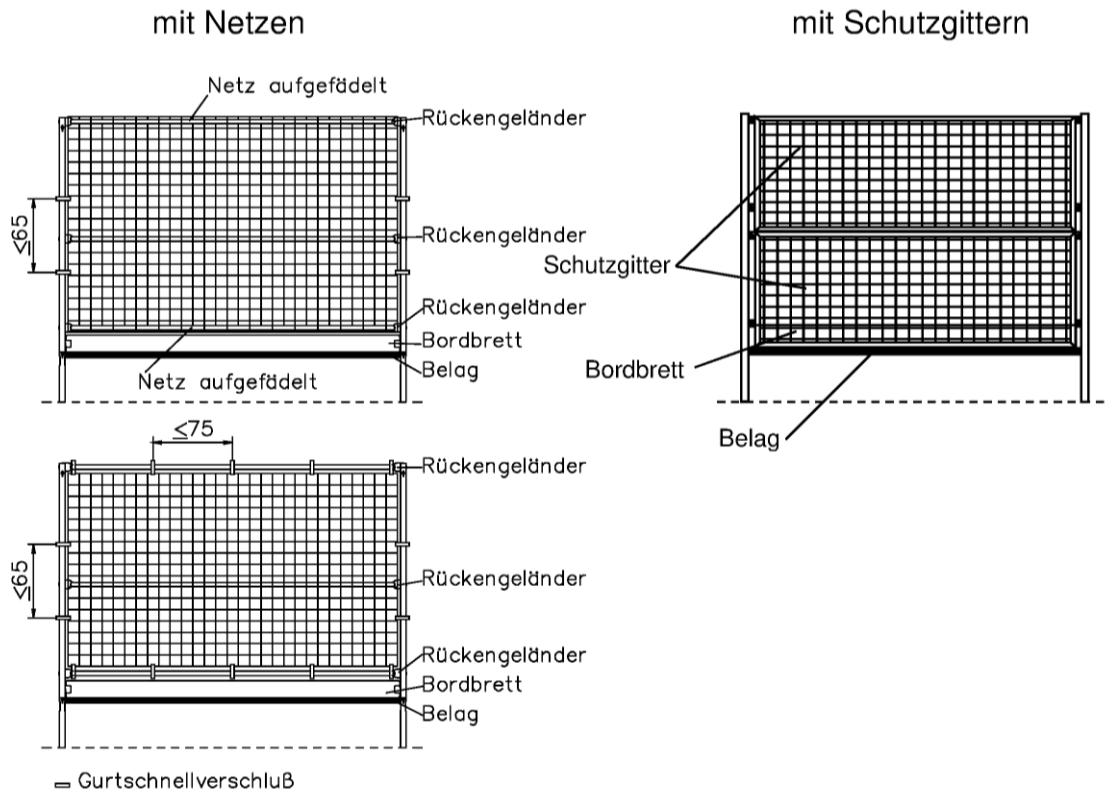 mit Netzen
mit Schutzgittern
Netz aufgefädelt
Rückengeländer
≤65
Rückengeländer
Rückengeländer
Bordbrett
Netz aufgefädelt
Belag
Schutzgitter
Bordbrett
Belag
≤75
Rückengeländer
≤65
Rückengeländer
Rückengeländer
Bordbrett
Belag
Gurtschnellverschluß